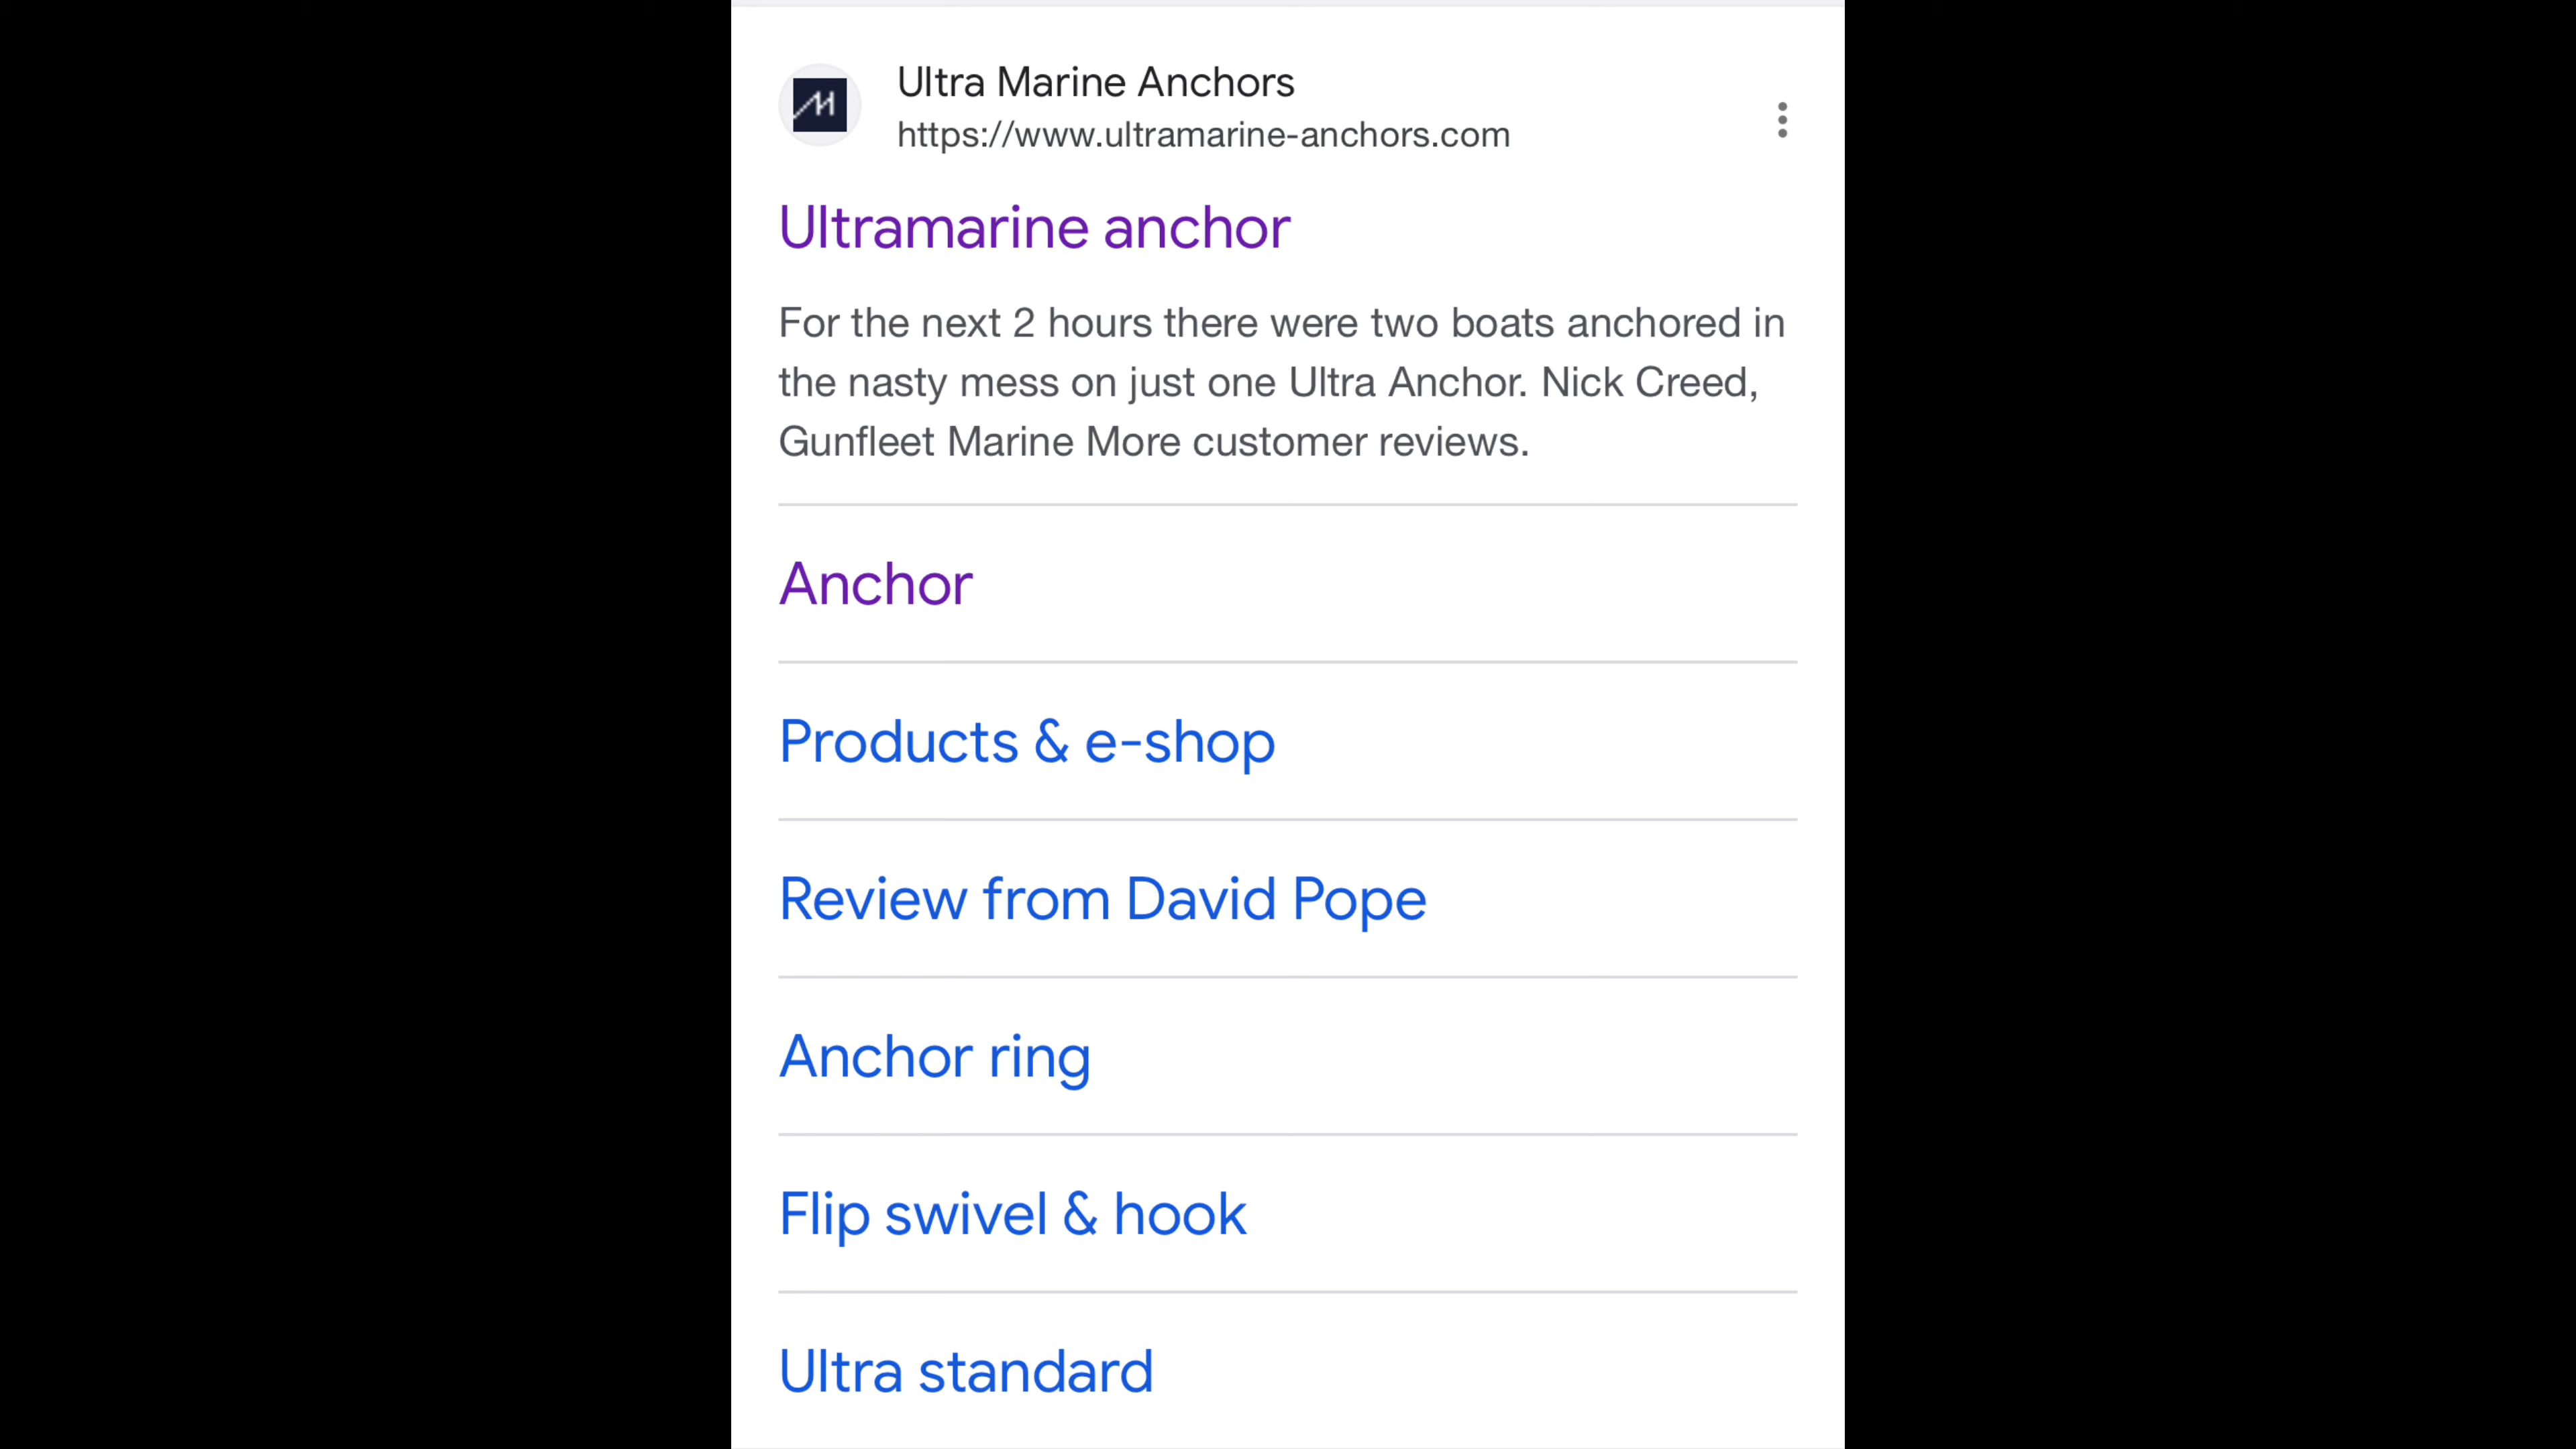 Ultra Marine Anchors
https://www.ultramarine-anchors.com
Ultramarine anchor
For the next 2 hours there were two boats anchored in
the nasty mess on just one Ultra Anchor. Nick Creed,
Gunfleet Marine More customer reviews.
Anchor
Products & e-shop
Review from David Pope
Anchor ring
Flip swivel & hook
Ultra standard